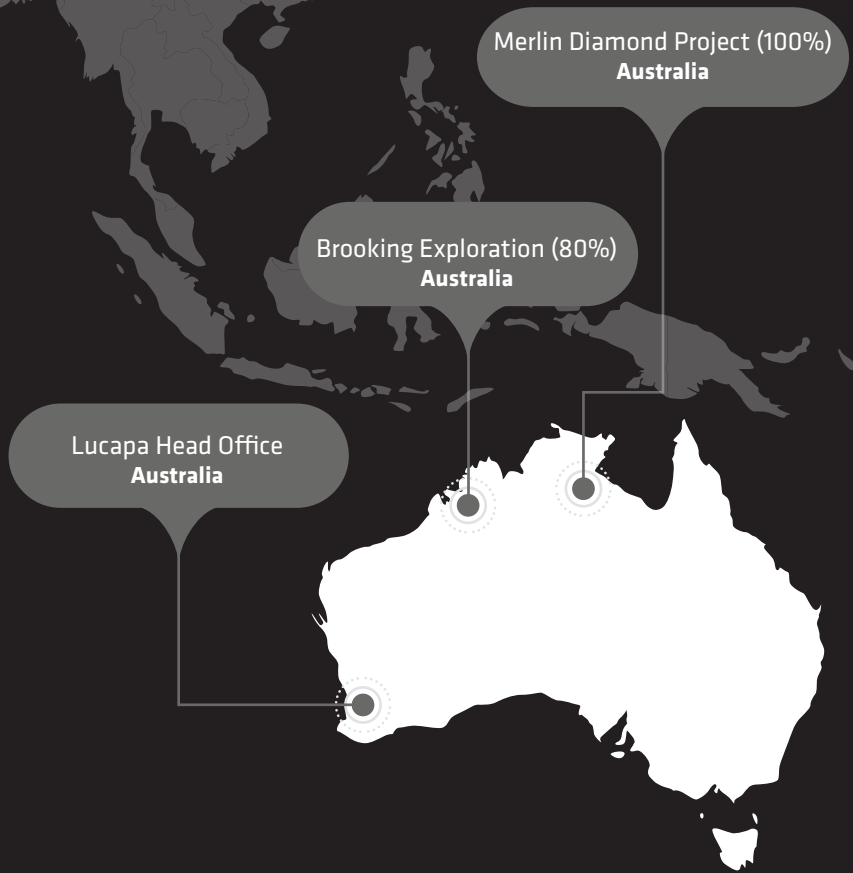 Merlin Diamond Project (100%)
Australia
Brooking Exploration (80%)
Australia
Lucapa Head Office
Australia